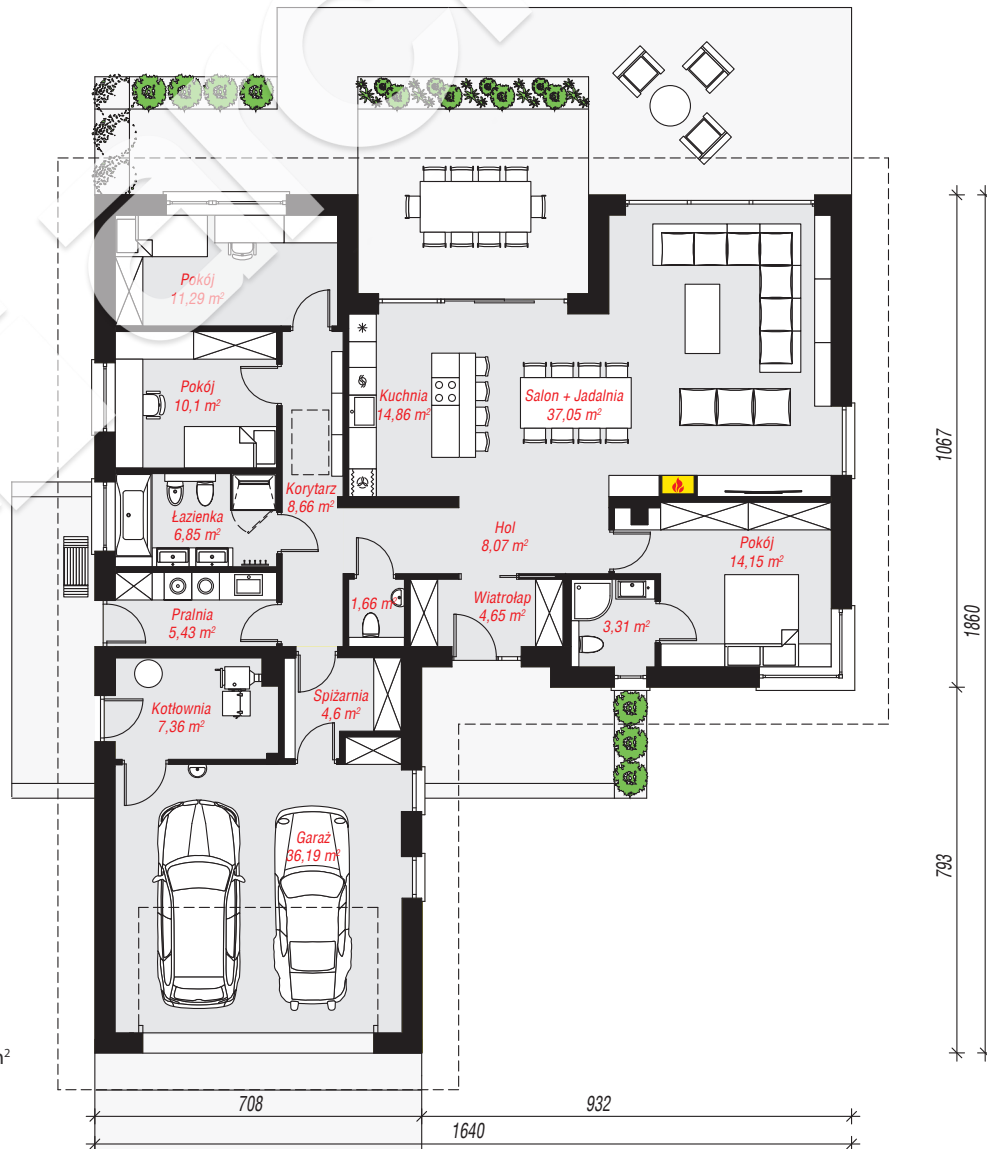 Pokój
11,29 m²
Pokój
10,1 m²
Kuchnia
14,86 m²
Salon + Jadalnia
37,05 m²
Korytarz
8,66 m²
Łazienka
6,85 m²
Hol
8,07 m²
Pokój
14,15 m²
1,66 m²
Wiatrołap
4,65 m²
Pralnia
5,43 m²
3,31 m²
Kotłownia
7,36 m²
Spiżarnia
4,6 m²
Garaż
36,19 m²
1067
1860
793
m²
708
932
1640